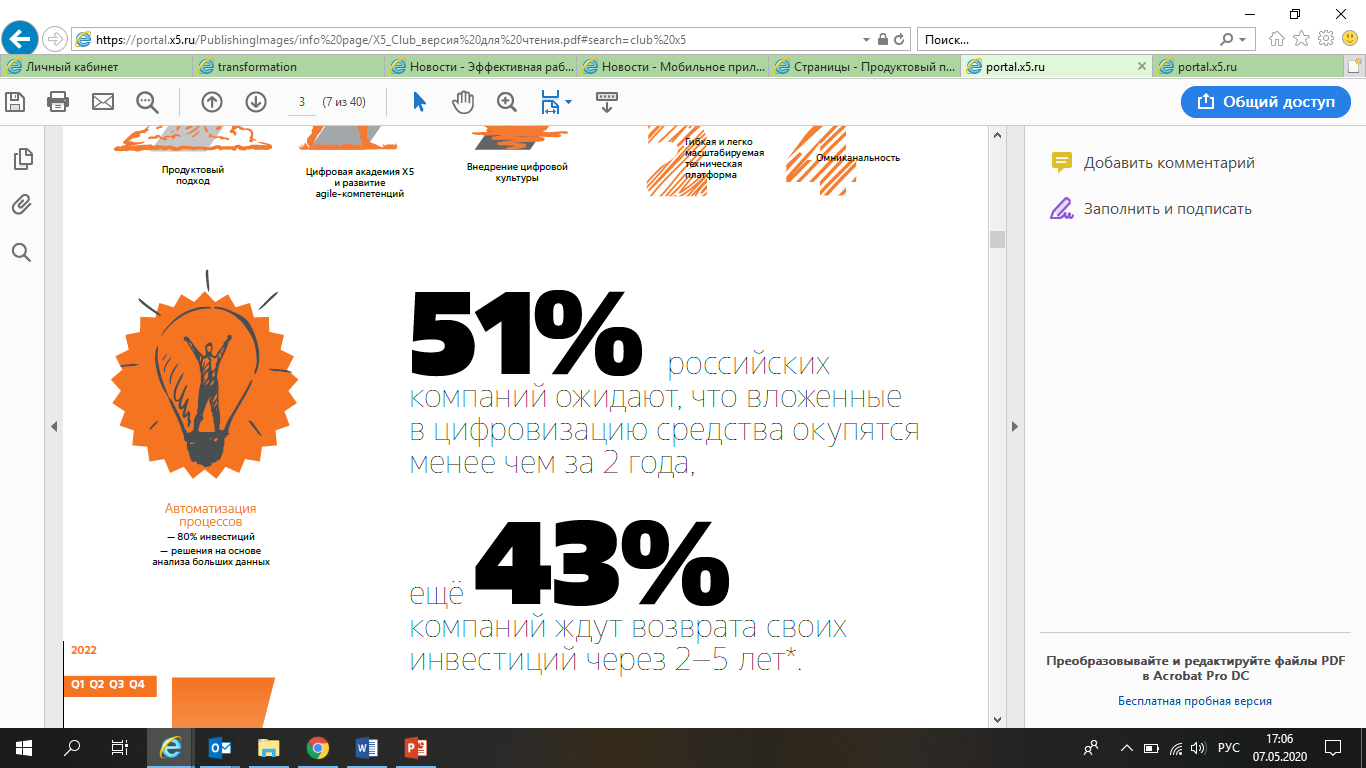 https://portal.x5.ru/PublishingImages/info%20page/X5_Club_версия%20для%20чтения.pdf#search=club%20x5
Поиск...
Личный кабинет
transformation
Новости - Эффективная раб...
Новости - Мобильное прил...
Страницы - Продуктовый п...
portal.x5.ru
portal.x5.ru
3 (7 из 40)
Общий доступ
Добавить комментарий
Заполнить и подписать
Продуктовый
подход
Цифровая академия X5
и развитие
agile-компетенций
Внедрение цифровой
культуры
2
Гибкая и легко
масштабируемая
техническая
платформа
4
Омниканальность
51% российских
компаний ожидают, что вложенные
в цифровизацию средства окупятся
менее чем за 2 года,
ещё 43%
компаний ждут возврата своих
инвестиций через 2–5 лет*.
Автоматизация
процессов
— 80% инвестиций
— решения на основе
анализа больших данных
2022
Q1 Q2 Q3 Q4
Преобразовывайте и редактируйте файлы PDF
в Acrobat Pro DC
Бесплатная пробная версия
РУС
17:06
07.05.2020